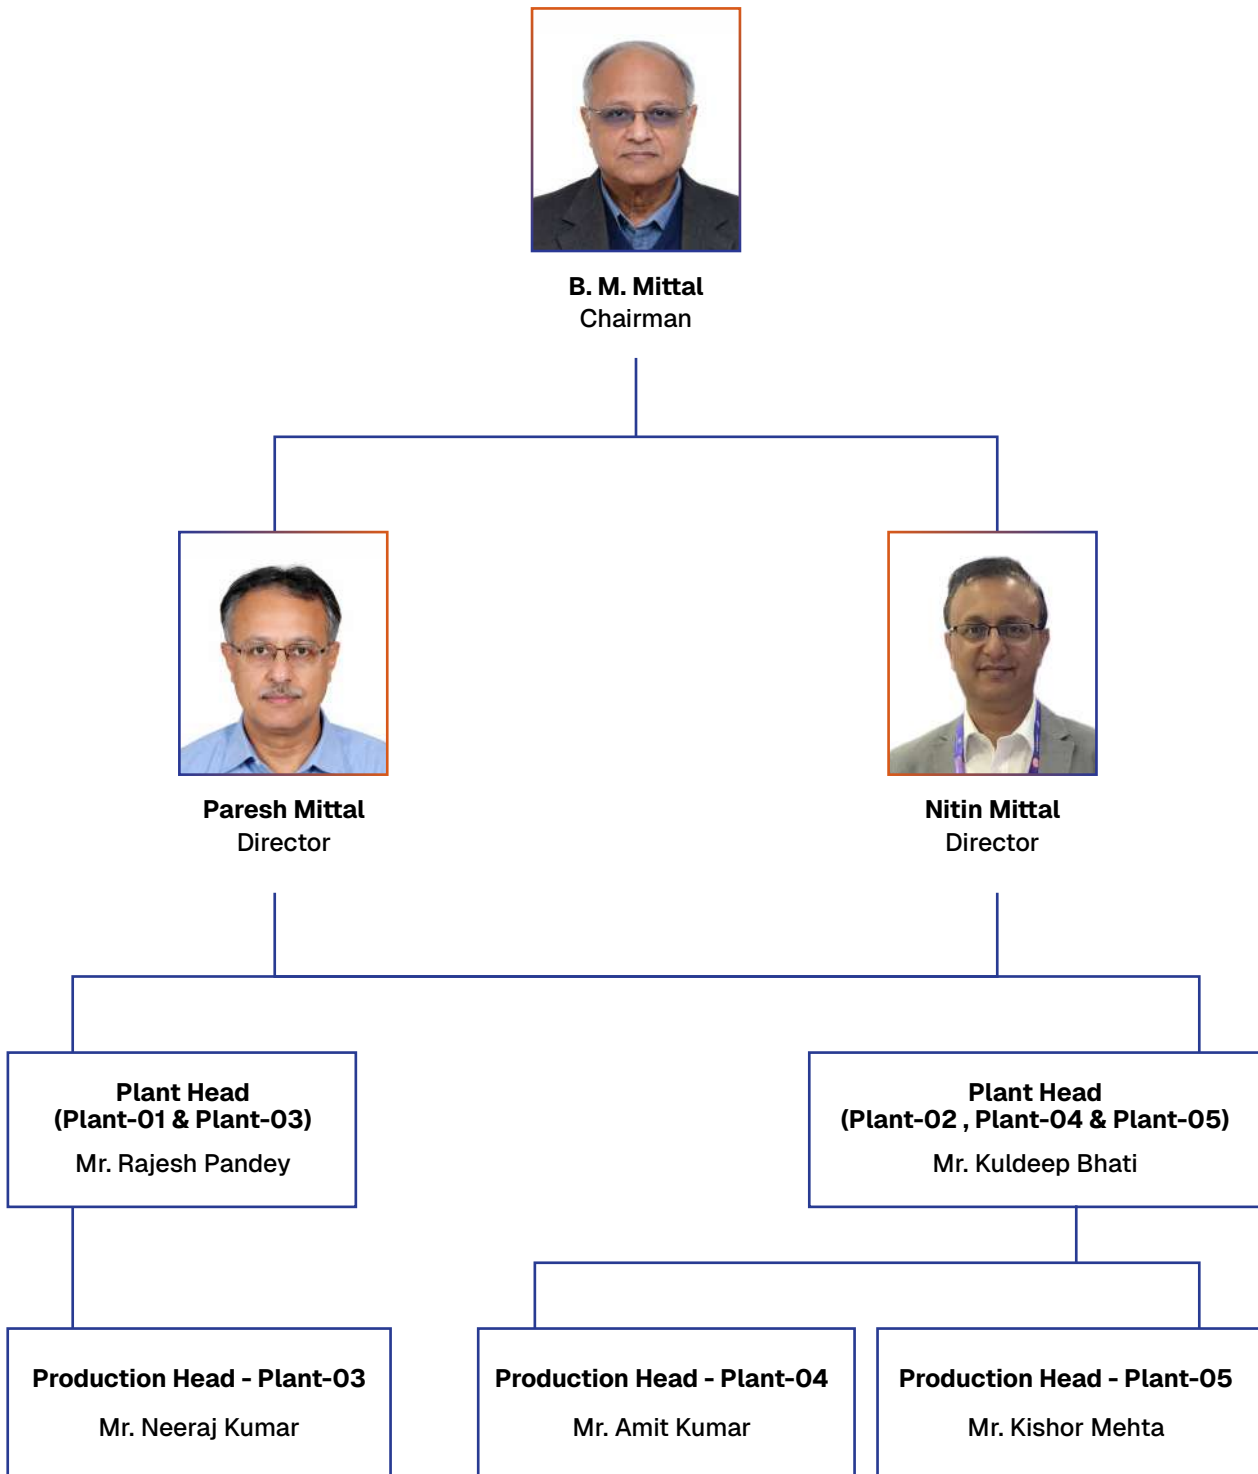 B. M. Mittal
Chairman
Paresh Mittal
Director
Nitin Mittal
Director
Plant Head
(Plant-01 & Plant-03)
Mr. Rajesh Pandey
Plant Head
(Plant-02 , Plant-04 & Plant-05)
Mr. Kuldeep Bhati
Production Head - Plant-03
Mr. Neeraj Kumar
Production Head - Plant-04
Mr. Amit Kumar
Production Head - Plant-05
Mr. Kishor Mehta